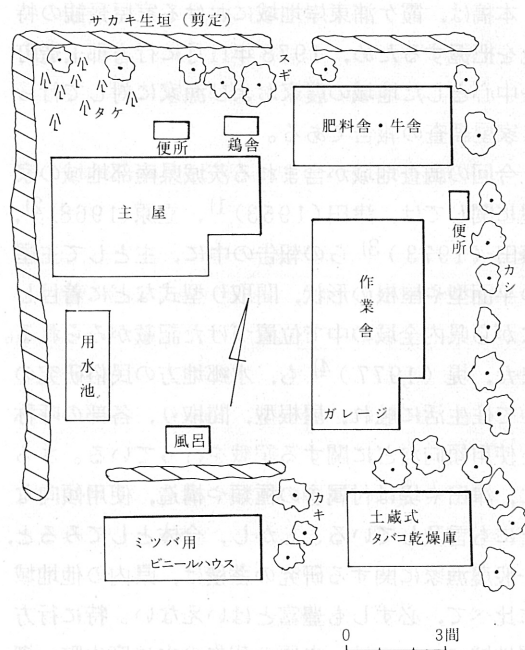 サカキ生垣（剪定）
スギ
タケ
便所
鶏舎
肥料舎・牛舎
主屋
便所
カシ
作業舎
用水池
ガレージ
風呂
カキ
ミツバ用
ビニールハウス
土蔵式
タバコ乾燥庫
0 3間